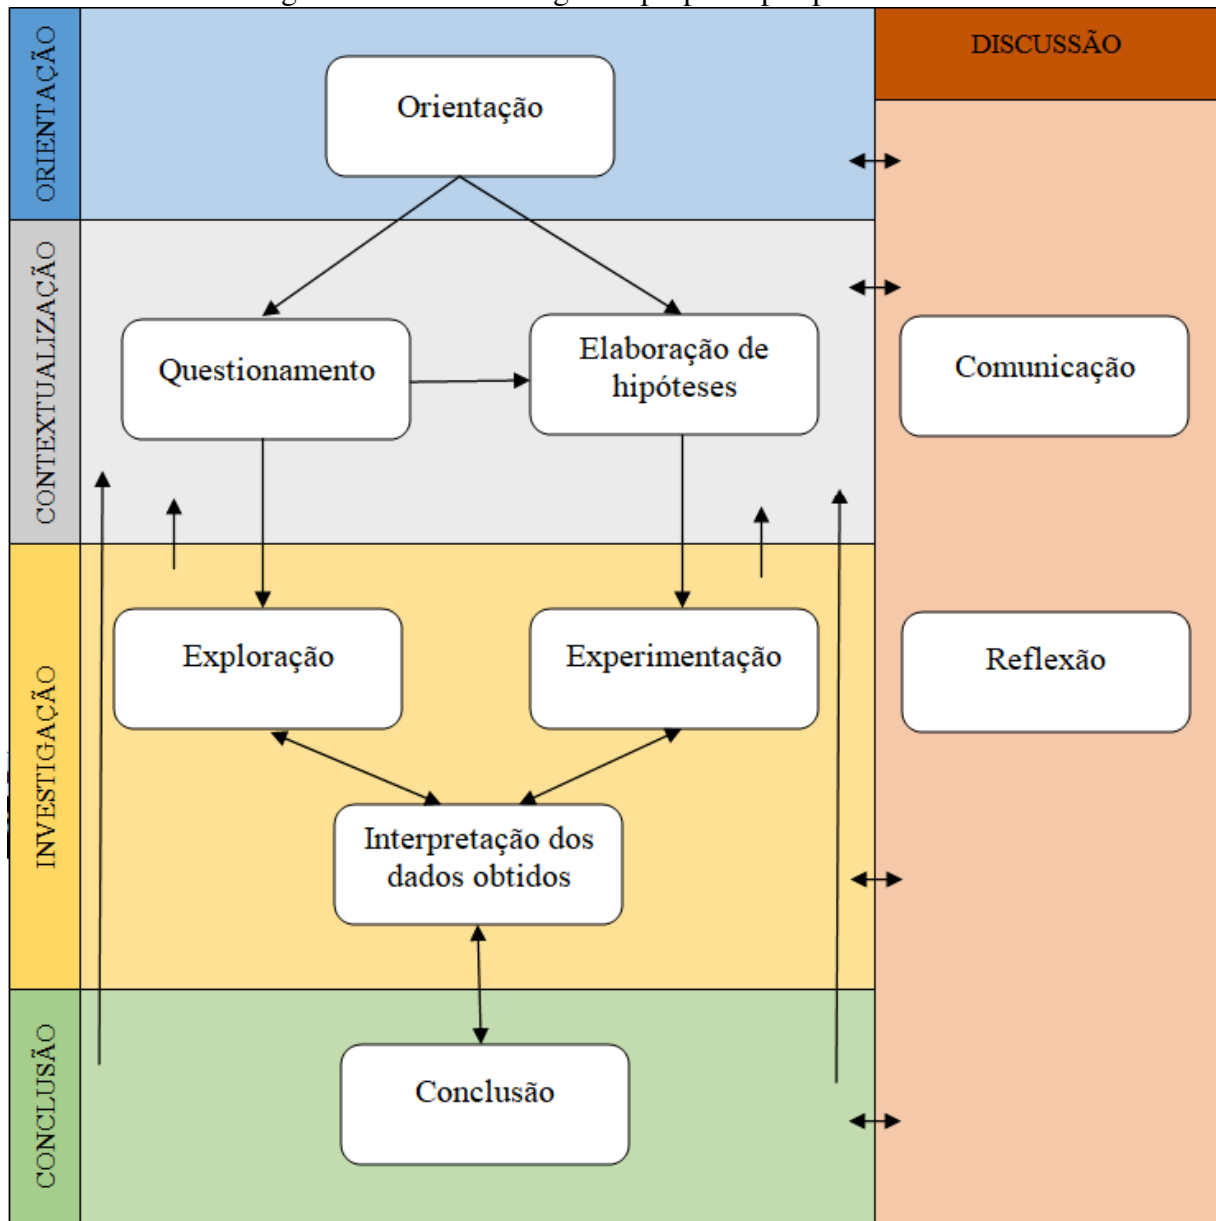 DISCUSSÃO
ORIENTAÇÃO
Orientação
CONTEXTUALIZAÇÃO
Questionamento
Elaboração de
hipóteses
Comunicação
INVESTIGAÇÃO
Exploração
Experimentação
Reflexão
Interpretação dos
dados obtidos
CONCLUSÃO
Conclusão